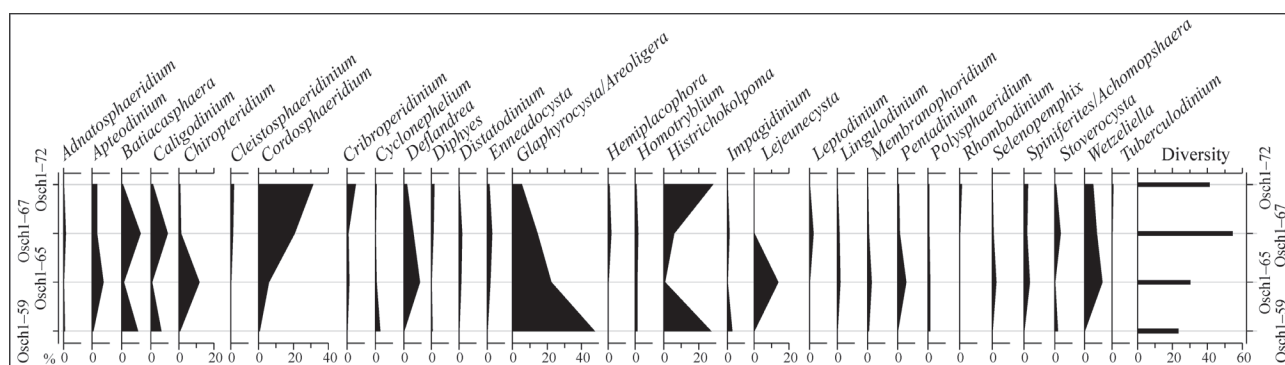 Adnatosphaeridium
Apteodinium
Batiacasphaera
Caligodinium
Chiropteridium
Cleistosphaeridinium
Cordosphaeridium
Cribroperidinium
Cyclonephelium
Deflandrea
Diphyes
Distatodinium
Enneadocysta
Glaphyrocysta/Areoligera
Hemiplacophora
Homotryblium
Histrichokolpoma
Impagidinium
Lejeunecysta
Leptodinium
Lingulodinium
Membranophoridium
Pentadinium
Polysphaeridium
Rhombodinium
Selenopemphix
Spiniferites/Achomopshaera
Stoverocysta
Wetzeliella
Tuberculodinium
Diversity
Osch1–72
Osch1–67
Osch1–65
Osch1–59
Osch1–72
Osch1–67
Osch1–65
Osch1–59
% 0 0 0 0 0 20 0 0 20 40 0 0 0 0 0 0 0 20 40 0 0 0 20 0 0 20 0 0 0 0 0 0 0 0 0 0 0 0 20 40 60